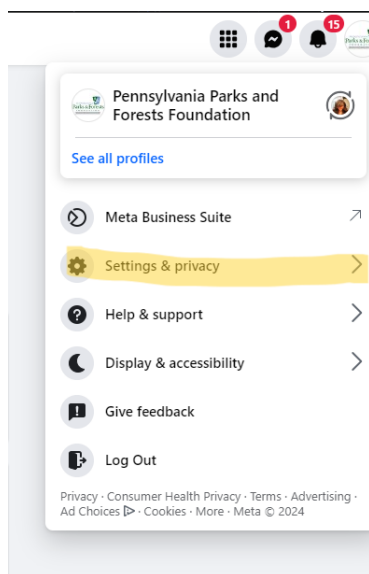 1
15
Pennsylvania Parks and
Forests Foundation
See all profiles
Meta Business Suite
Settings & privacy
Help & support
Display & accessibility
Give feedback
Log Out
Privacy · Consumer Health Privacy · Terms · Advertising ·
Ad Choices · Cookies · More · Meta © 2024